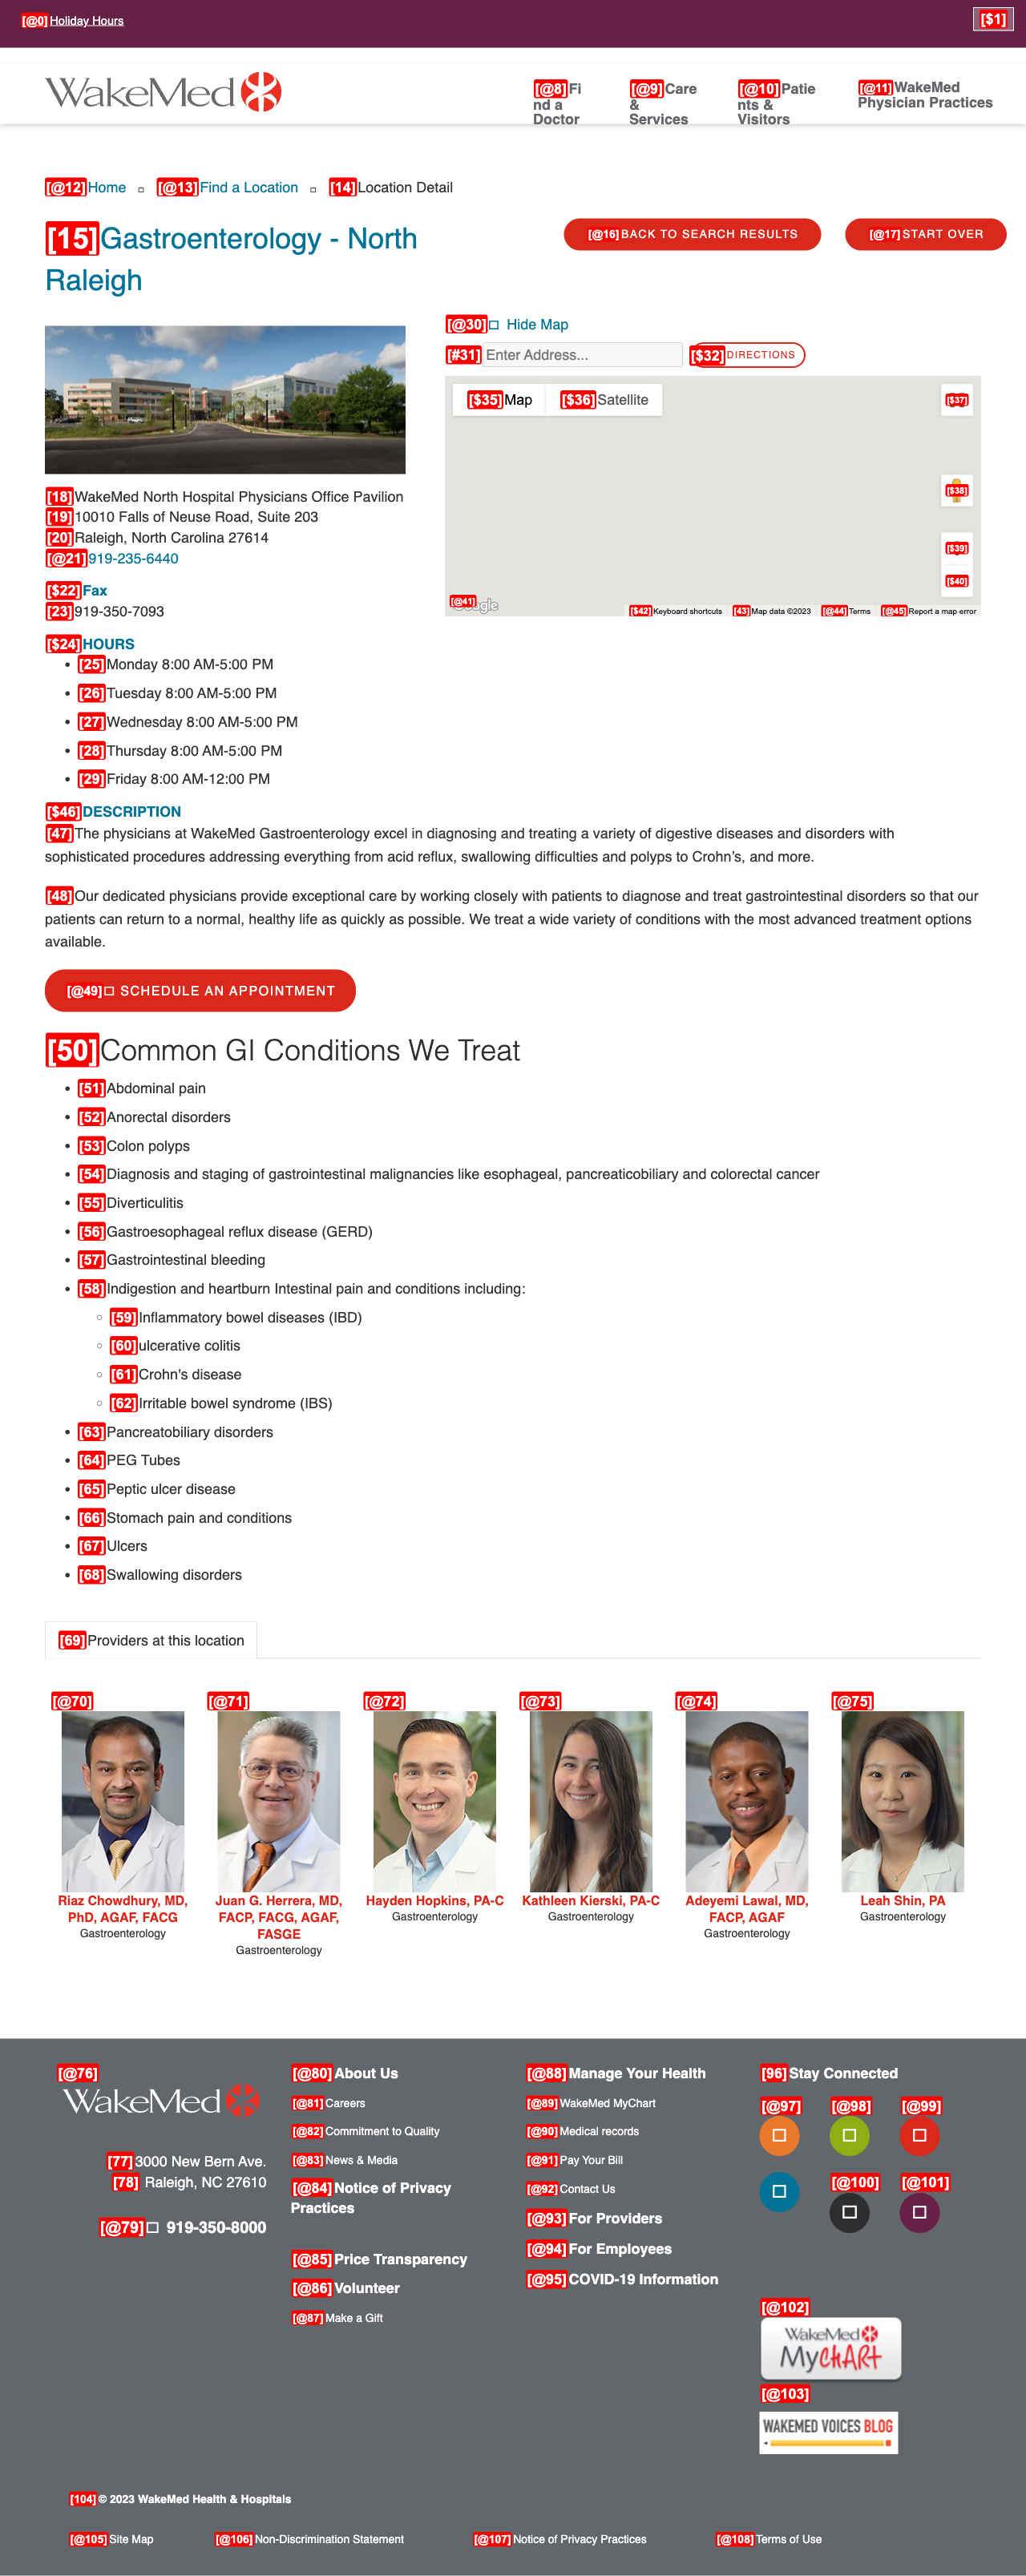 [@0] Holiday Hours
[$1]
WakeMed
[@8] Find a Doctor
[@9] Care & Services
[@10] Patients & Visitors
[@11] WakeMed Physician Practices
[@12] Home [@13] Find a Location [14] Location Detail
[15] Gastroenterology - North
Raleigh
[@16] BACK TO SEARCH RESULTS [@17] START OVER
[@30] Hide Map
[#31] Enter Address... [$32] DIRECTIONS
[$35] Map [$36] Satellite [$37]
[$38]
[$39]
[$40]
[@41]
[$42] Keyboard shortcuts [43] Map data ©2023 [@44] Terms [@45] Report a map error
[18] WakeMed North Hospital Physicians Office Pavilion
[19] 10010 Falls of Neuse Road, Suite 203
[20] Raleigh, North Carolina 27614
[@21] 919-235-6440
[$22] Fax
[23] 919-350-7093
[$24] HOURS
[25] Monday 8:00 AM-5:00 PM
[26] Tuesday 8:00 AM-5:00 PM
[27] Wednesday 8:00 AM-5:00 PM
[28] Thursday 8:00 AM-5:00 PM
[29] Friday 8:00 AM-12:00 PM
[$46] DESCRIPTION
[47] The physicians at WakeMed Gastroenterology excel in diagnosing and treating a variety of digestive diseases and disorders with
sophisticated procedures addressing everything from acid reflux, swallowing difficulties and polyps to Crohn's, and more.
[48] Our dedicated physicians provide exceptional care by working closely with patients to diagnose and treat gastrointestinal disorders so that our
patients can return to a normal, healthy life as quickly as possible. We treat a wide variety of conditions with the most advanced treatment options
available.
[@49] SCHEDULE AN APPOINTMENT
[50] Common GI Conditions We Treat
[51] Abdominal pain
[52] Anorectal disorders
[53] Colon polyps
[54] Diagnosis and staging of gastrointestinal malignancies like esophageal, pancreaticobiliary and colorectal cancer
[55] Diverticulitis
[56] Gastroesophageal reflux disease (GERD)
[57] Gastrointestinal bleeding
[58] Indigestion and heartburn Intestinal pain and conditions including:
[59] Inflammatory bowel diseases (IBD)
[60] ulcerative colitis
[61] Crohn's disease
[62] Irritable bowel syndrome (IBS)
[63] Pancreatobiliary disorders
[64] PEG Tubes
[65] Peptic ulcer disease
[66] Stomach pain and conditions
[67] Ulcers
[68] Swallowing disorders
[69] Providers at this location
[@70] [@71] [@72] [@73] [@74] [@75]
Riaz Chowdhury, MD,
PhD, AGAF, FACG
Gastroenterology
Juan G. Herrera, MD,
FACP, FACG, AGAF,
FASGE
Gastroenterology
Hayden Hopkins, PA-C
Gastroenterology
Kathleen Kierski, PA-C
Gastroenterology
Adeyemi Lawal, MD,
FACP, AGAF
Gastroenterology
Leah Shin, PA
Gastroenterology
[@76]
WakeMed
[77] 3000 New Bern Ave.
[78] Raleigh, NC 27610
[@79] 919-350-8000
[@80] About Us
[@81] Careers
[@82] Commitment to Quality
[@83] News & Media
[@84] Notice of Privacy
Practices
[@85] Price Transparency
[@86] Volunteer
[@87] Make a Gift
[@88] Manage Your Health
[@89] WakeMed MyChart
[@90] Medical records
[@91] Pay Your Bill
[@92] Contact Us
[@93] For Providers
[@94] For Employees
[@95] COVID-19 Information
[96] Stay Connected
[@97] [@98] [@99]
[@100] [@101]
[@102]
WakeMed
MyChART
[@103]
WAKEMED VOICES BLOG
[104] © 2023 WakeMed Health & Hospitals
[@105] Site Map [@106] Non-Discrimination Statement [@107] Notice of Privacy Practices [@108] Terms of Use